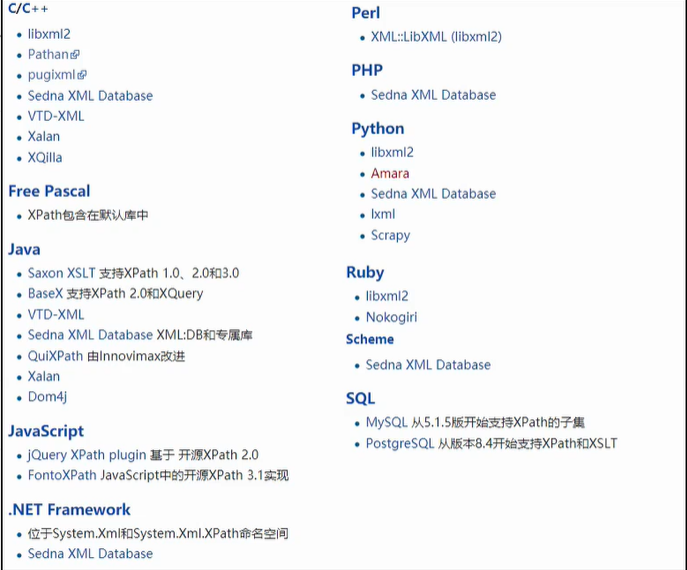 C/C++
libxml2
Pathan
pugixml
Sedna XML Database
VTD-XML
Xalan
XQilla
Free Pascal
XPath包含在默认库中
Java
Saxon XSLT 支持XPath 1.0、2.0和3.0
BaseX 支持XPath 2.0和XQuery
VTD-XML
Sedna XML Database XML:DB和专属库
QuiXPath 由Innovimax改进
Xalan
Dom4j
JavaScript
jQuery XPath plugin 基于 开源XPath 2.0
FontoXPath JavaScript中的开源XPath 3.1实现
.NET Framework
位于System.Xml和System.Xml.XPath命名空间
Sedna XML Database
Perl
XML::LibXML (libxml2)
PHP
Sedna XML Database
Python
libxml2
Amara
Sedna XML Database
lxml
Scrapy
Ruby
libxml2
Nokogiri
Scheme
Sedna XML Database
SQL
MySQL 从5.1.5版开始支持XPath的子集
PostgreSQL 从版本8.4开始支持XPath和XSLT